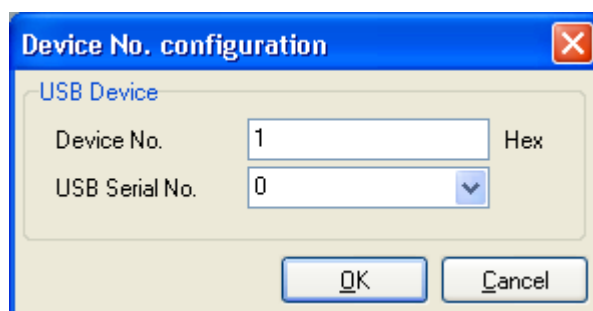 Device No. configuration
USB Device
Device No. 1 Hex
USB Serial No. 0
OK Cancel